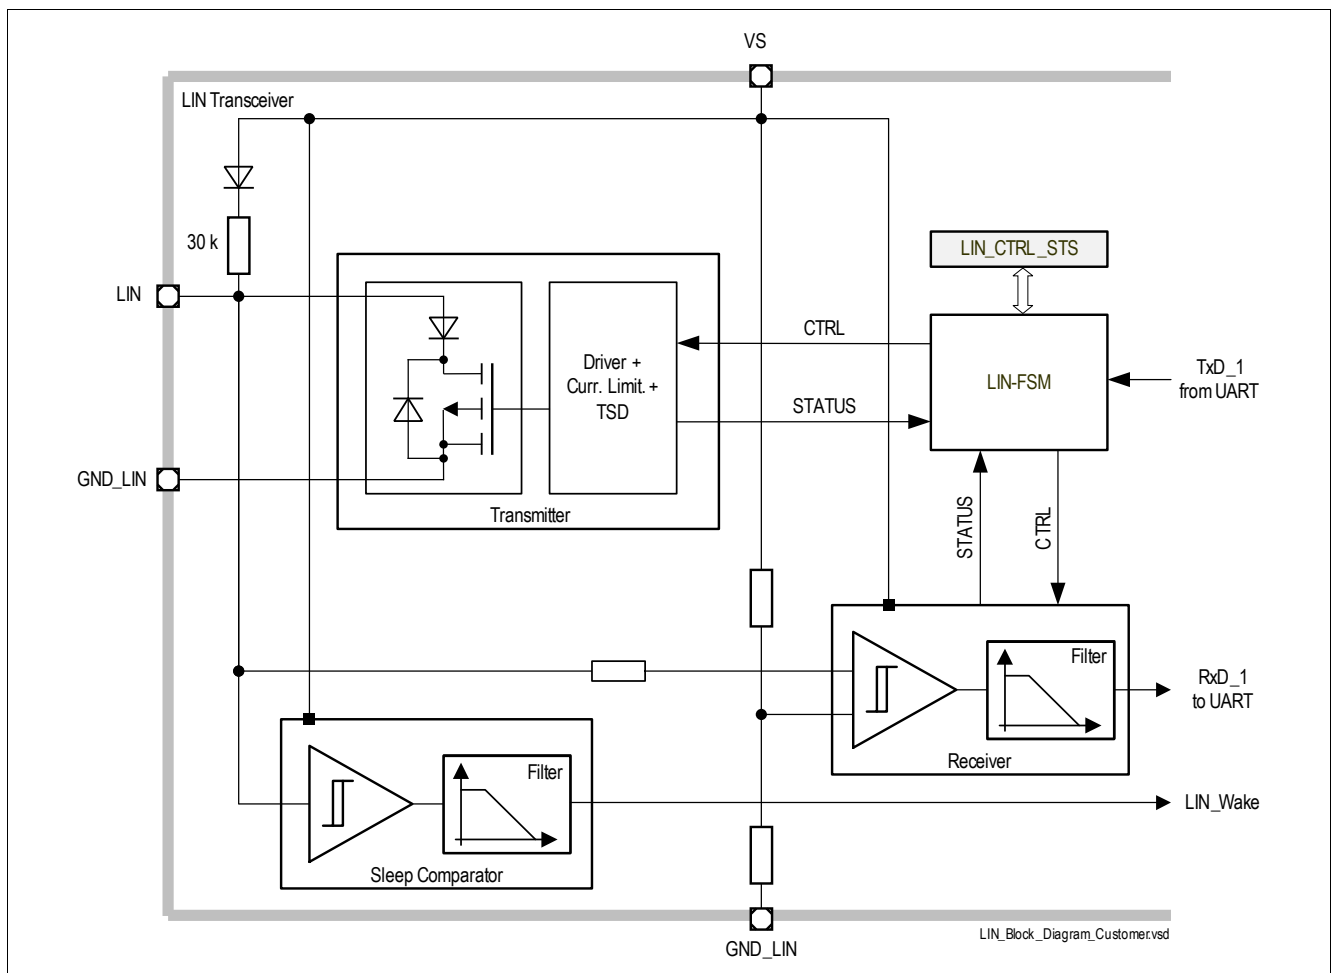 VS
LIN Transceiver
30 k
LIN_CTRL_STS
LIN
CTRL
Driver +
Curr. Limit. +
TSD
LIN-FSM
TxD_1
from UART
STATUS
GND_LIN
Transmitter
STATUS
CTRL
Filter
RxD_1
to UART
Receiver
Filter
LIN_Wake
Sleep Comparator
GND_LIN
LIN_Block_Diagram_Customer.vsd